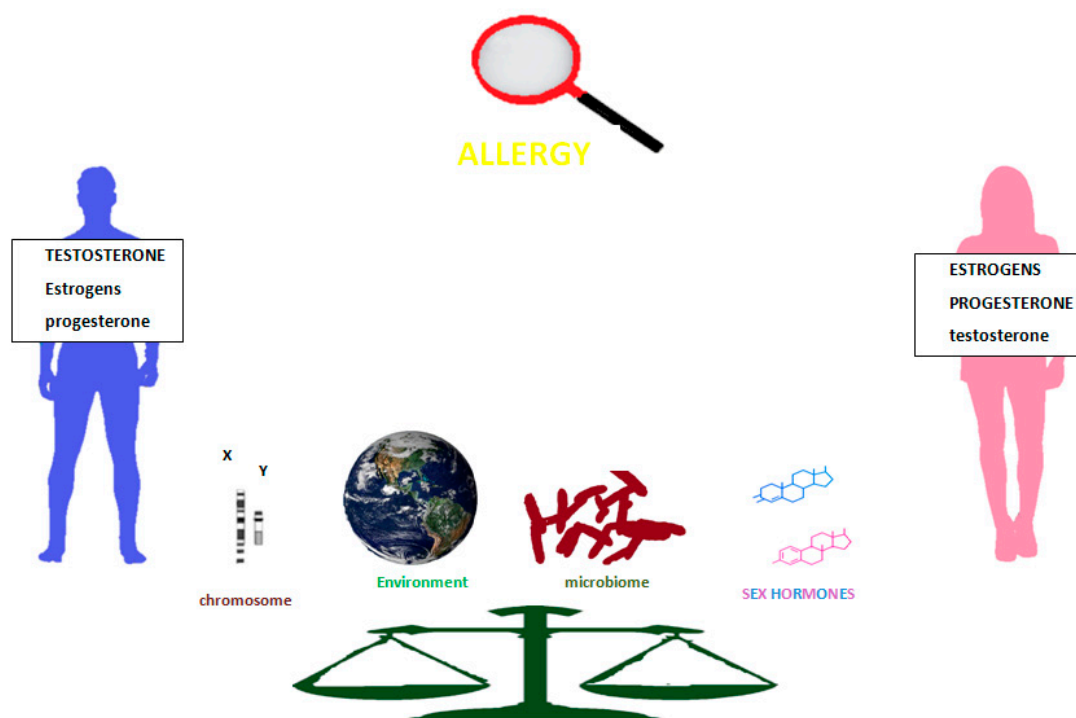 ALLERGY
TESTOSTERONE
Estrogens
progesterone
ESTROGENS
PROGESTERONE
testosterone
X
Y
chromosome
Environment
microbiome
SEX HORMONES